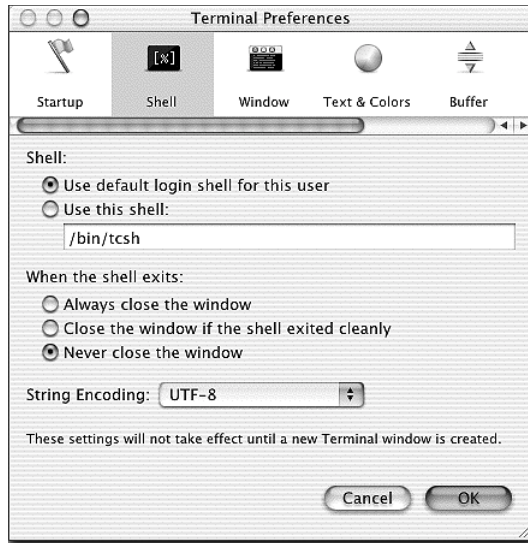 Terminal Preferences
[%]
Startup Shell Window Text & Colors Buffer
Shell:
Use default login shell for this user
Use this shell:
/bin/tcsh
When the shell exits:
Always close the window
Close the window if the shell exited cleanly
Never close the window
String Encoding: UTF-8
These settings will not take effect until a new Terminal window is created.
Cancel OK